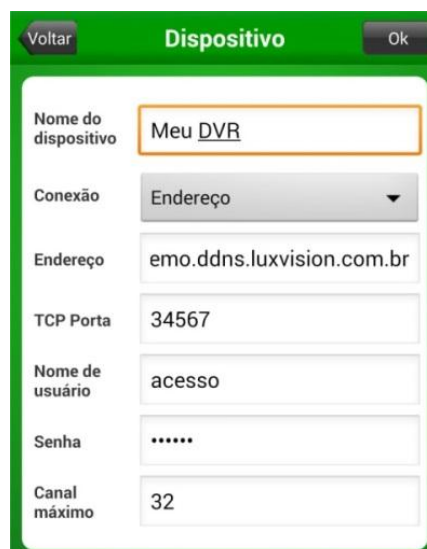 Voltar Dispositivo Ok
Nome do
dispositivo
Meu DVR
Conexão Endereço
Endereço emo.ddns.luxvision.com.br
TCP Porta 34567
Nome de
usuário
acesso
Senha ••••••
Canal
máximo
32